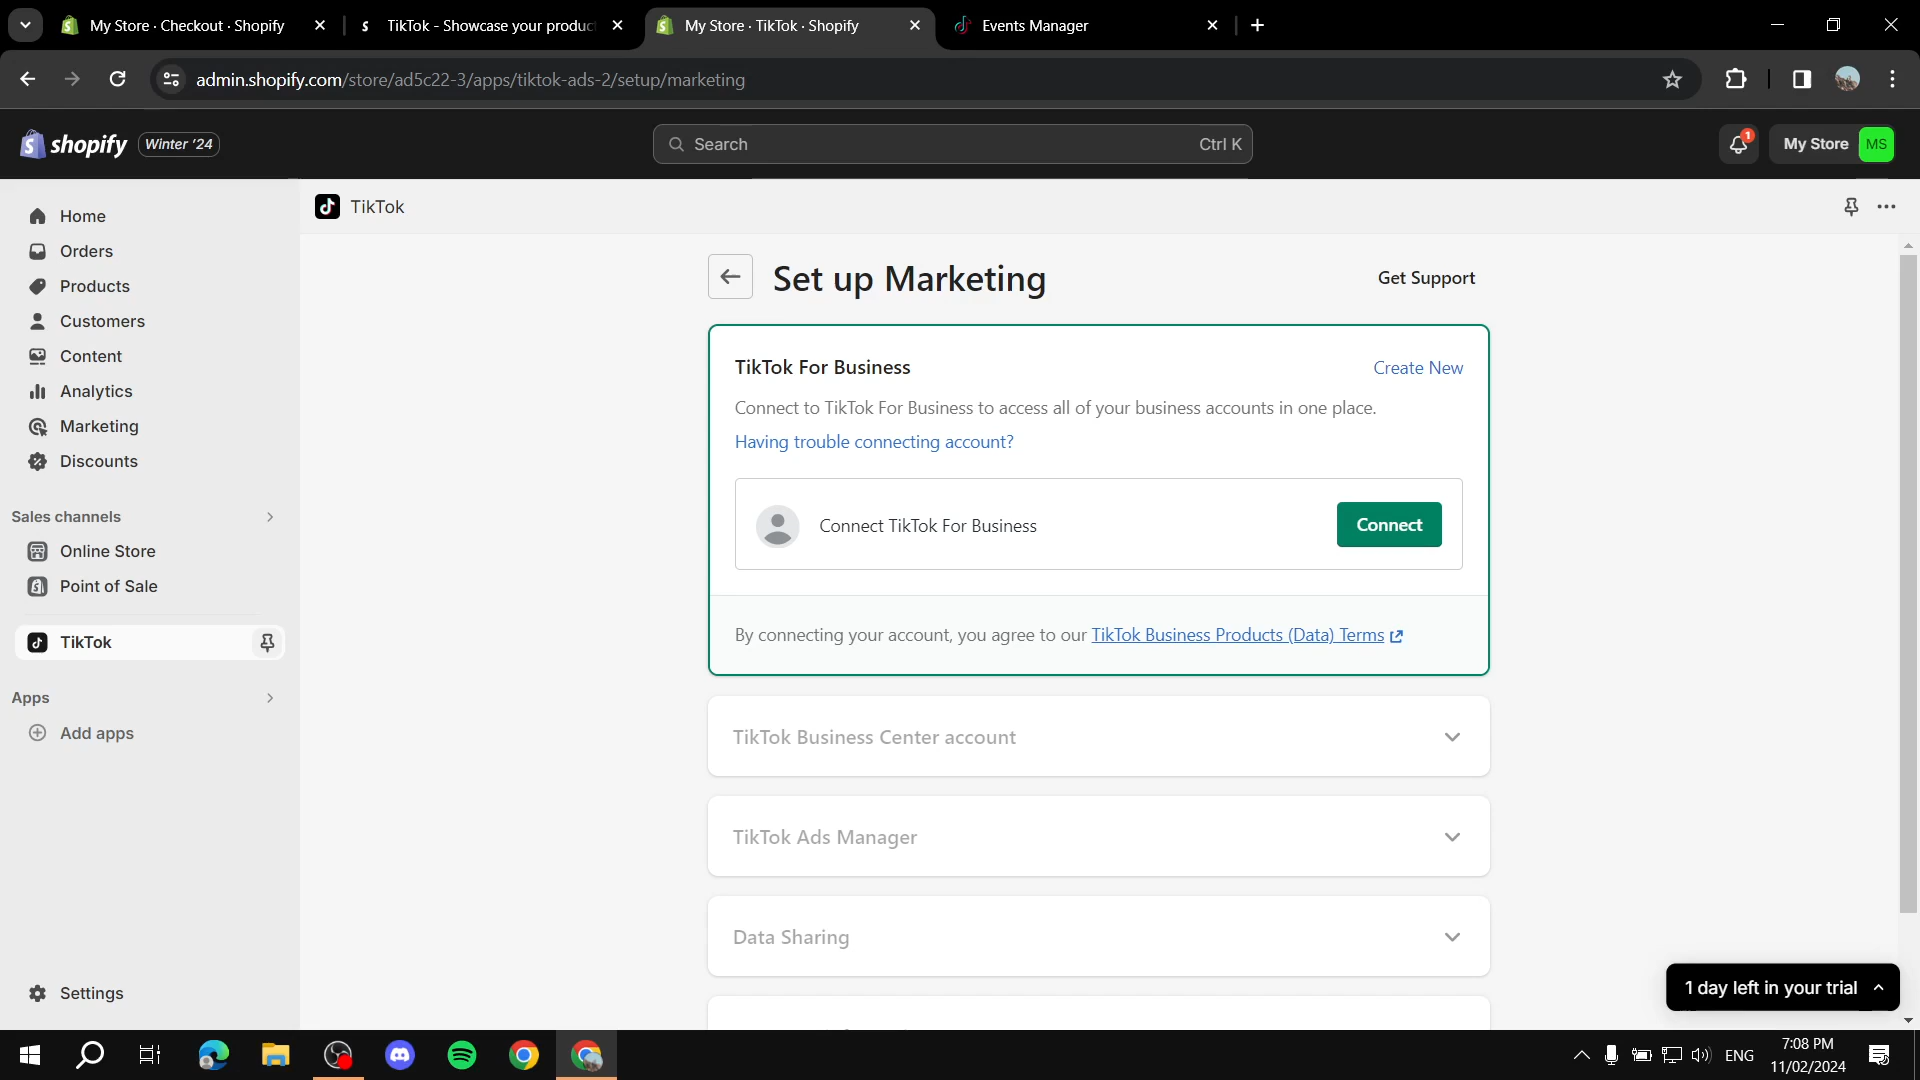 My Store · Checkout · Shopify
TikTok - Showcase your produc
My Store · TikTok · Shopify
Events Manager
admin.shopify.com/store/ad5c22-3/apps/tiktok-ads-2/setup/marketing
shopify
Winter '24
Search
Ctrl K
1
My Store
MS
Home
Orders
Products
Customers
Content
Analytics
Marketing
Discounts
Sales channels
Online Store
Point of Sale
TikTok
Apps
Add apps
Settings
TikTok
Set up Marketing
Get Support
TikTok For Business
Create New
Connect to TikTok For Business to access all of your business accounts in one place.
Having trouble connecting account?
Connect TikTok For Business
Connect
By connecting your account, you agree to our TikTok Business Products (Data) Terms
TikTok Business Center account
TikTok Ads Manager
Data Sharing
1 day left in your trial
ENG
7:08 PM
11/02/2024